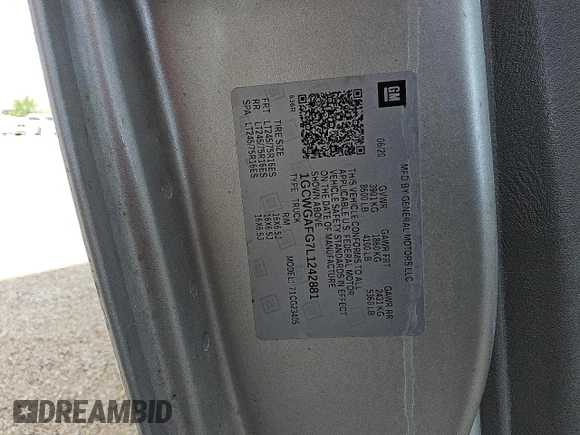 GM
MFD BY GENERAL MOTORS LLC
06/20
GVWR
GAWR FRT
GAWR RR
3901 KG
1860 KG
2431 KG
8600 LB
4100 LB
5360 LB
THIS VEHICLE CONFORMS TO ALL
APPLICABLE U.S. FEDERAL MOTOR
VEHICLE SAFETY STANDARDS IN EFFECT
ON THE DATE OF MANUFACTURE
SHOWN ABOVE.
1GCWGAFG7L1242881
TYPE: TRUCK
MODEL: 71CG23405
TIRE SIZE
RIM
FRT LT245/75R16ES 16X6.5J
RR LT245/75R16ES 16X6.5J
SPA LT245/75R16ES 16X6.5J
DREAMBID